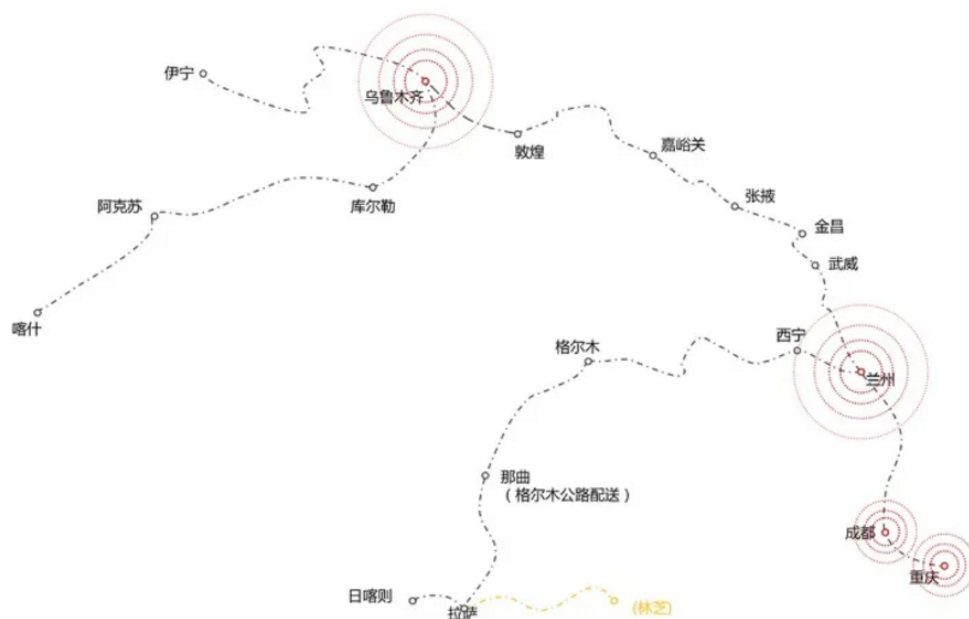 伊宁
乌鲁木齐
敦煌
嘉峪关
张掖
阿克苏
库尔勒
金昌
武威
喀什
西宁
格尔木
兰州
那曲
（格尔木公路配送）
成都
重庆
日喀则
拉萨
(林芝)